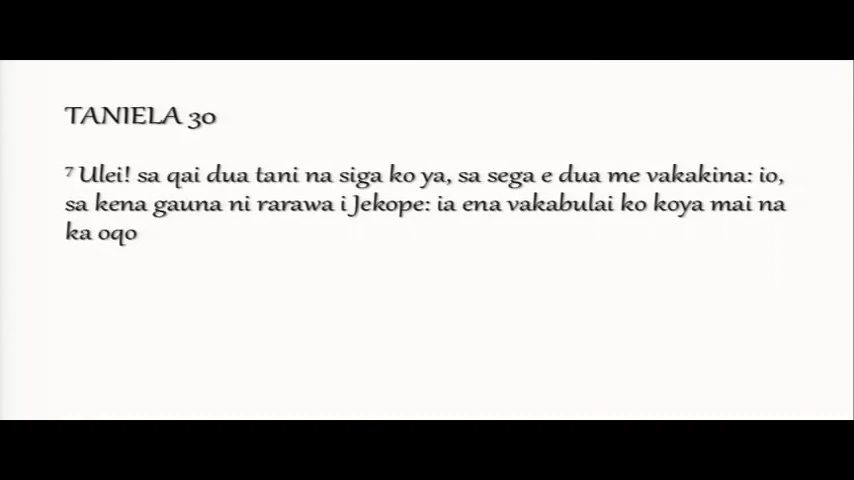 TANIELA 30
⁷ Ulei! sa qai dua tani na siga ko ya, sa sega e dua me vakakina: io,
sa kena gauna ni rarawa i Jekope: ia ena vakabulai ko koya mai na
ka oqo